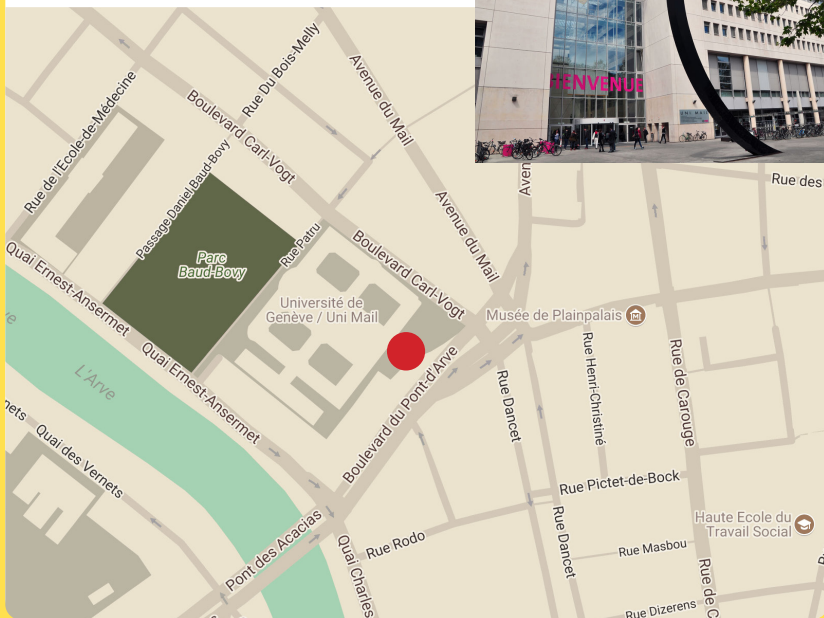 BIENVENUE
UNI MAIL
Rue de l'Ecole-de-Médecine
Rue Du Bois-Melly
Avenue du Mail
Boulevard Carl-Vogt
Passage Daniel-Baud-Bovy
Rue des
Avenue du Mail
Quai Ernest-Ansermet
Parc
Baud-Bovy
Rue Patru
Boulevard Carl-Vogt
Université de
Genève / Uni Mail
Musée de Plainpalais
Quai Ernest-Ansermet
L'Arve
Boulevard du Pont-d'Arve
Rue Dancet
Rue Henri-Christiné
Rue de Carouge
Quai des Vernets
Rue Pictet-de-Bock
Haute Ecole du
Travail Social
Pont des Acacias
Quai Charles
Rue Rodo
Rue Dancet
Rue Masbou
Rue de C
Rue Dizerens